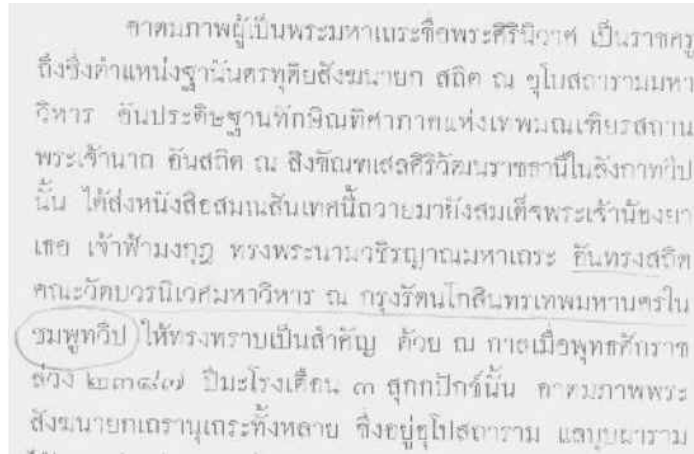 อาตมภาพผู้เป็นพระมหาเถระชื่อพระศิรินิวาศ เป็นราชครู
ถึงซึ่งตำแหน่งฐานันดรทุติยสังฆนายก สถิต ณ บุโบสถารามมหา
วิหาร อันประดิษฐานทักษิณทิศาภาคแห่งเทพมณเฑียรสถาน
พระเจ้านาถ อันสถิต ณ สิงขัณฑเสลศิริวัฒนราชธานีในลังกาทวีป
นั้น ได้ส่งหนังสือสมณสันเทศนี้ถวายมายังสมเด็จพระเจ้าน้องยา
เธอ เจ้าฟ้ามงกุฎ ทรงพระนามวชิรญาณมหาเถระ อันทรงสถิต
คณะวัดบวรนิเวศมหาวิหาร ณ กรุงรัตนโกสินทรเทพมหานครใน
ชมพูทวีป ให้ทรงทราบเป็นสำคัญ ด้วย ณ กาลเมื่อพุทธศักราช
ล่วง ๒๓๘๗ ปีมะโรงเดือน ๓ สุกกปักข์นั้น อาตมภาพพระ
สังฆนายกเถรานุเถระทั้งหลาย ซึ่งอยู่อุโปสถาราม แลบุบผาราม